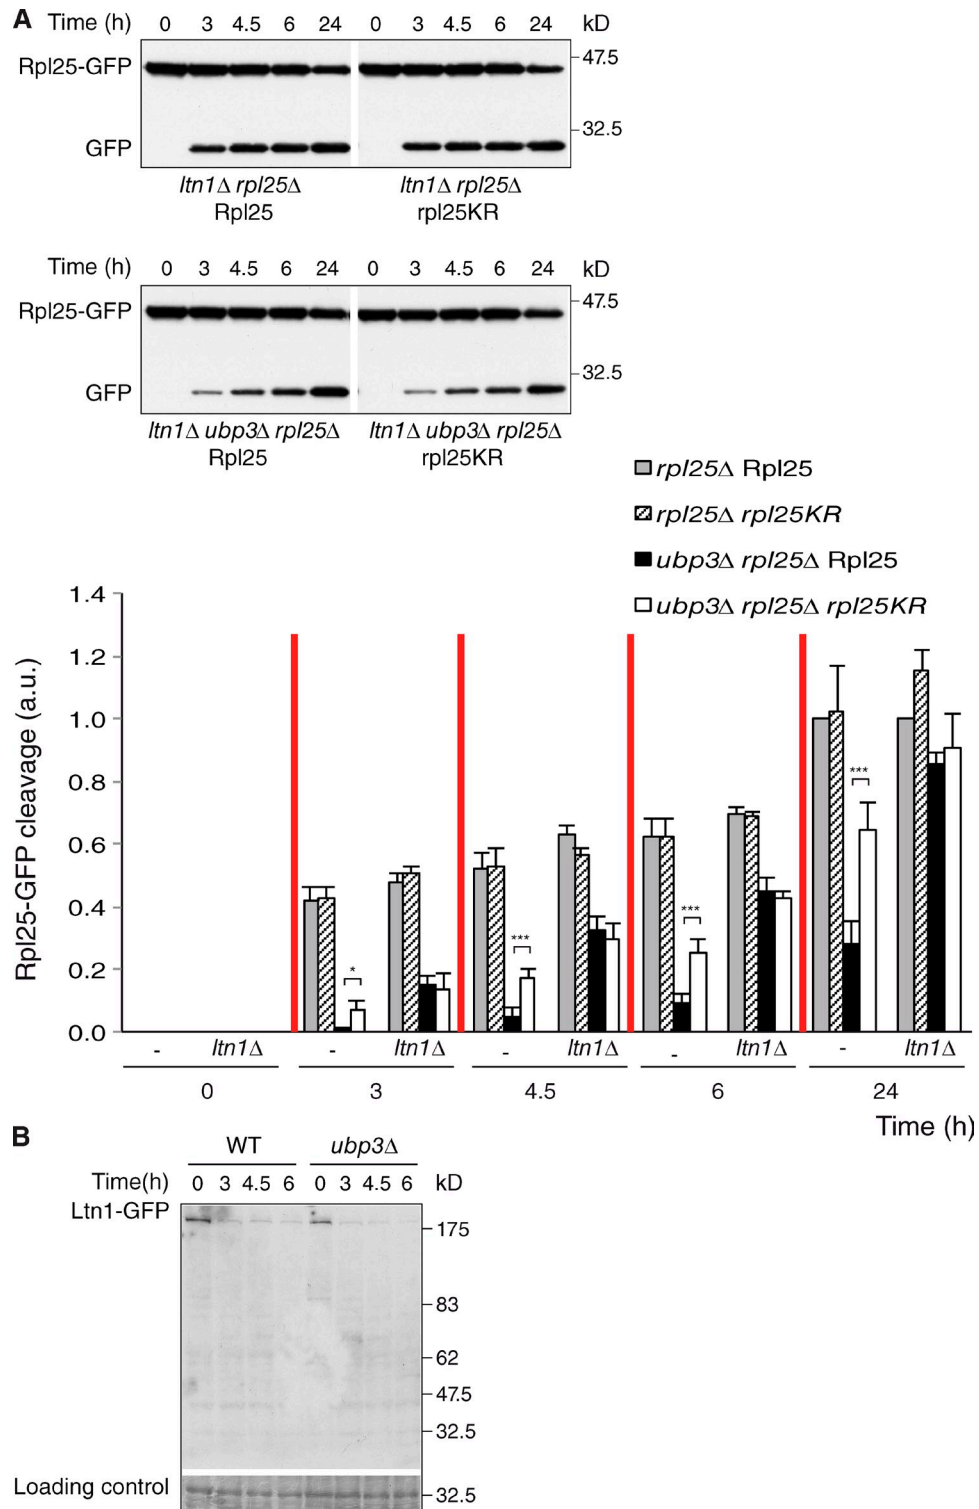 A Time (h) 0 3 4.5 6 24 0 3 4.5 6 24 kD
Rpl25-GFP 47.5
32.5
GFP
ltn1Δ rpl25Δ ltn1Δ rpl25Δ
Rpl25 rpl25KR
Time (h) 0 3 4.5 6 24 0 3 4.5 6 24 kD
Rpl25-GFP 47.5
32.5
GFP
ltn1Δ ubp3Δ rpl25Δ ltn1Δ ubp3Δ rpl25Δ
Rpl25 rpl25KR
rpl25Δ Rpl25
rpl25Δ rpl25KR
ubp3Δ rpl25Δ Rpl25
ubp3Δ rpl25Δ rpl25KR
Rpl25-GFP cleavage (a.u.)
1.4
1.2
1.0
0.8
0.6
0.4
0.2
0.0
* *** *** ***
- ltn1Δ - ltn1Δ - ltn1Δ - ltn1Δ - ltn1Δ
0 3 4.5 6 24
Time (h)
B WT ubp3Δ
Time(h) 0 3 4.5 6 0 3 4.5 6 kD
Ltn1-GFP
175
83
62
47.5
32.5
Loading control 32.5